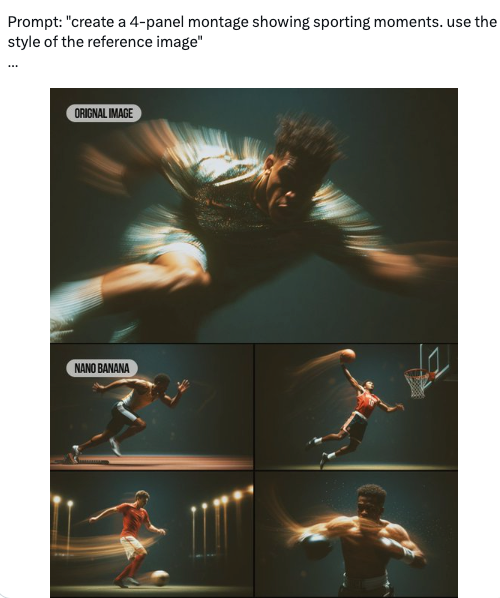 Prompt: "create a 4-panel montage showing sporting moments. use the
style of the reference image"
...
ORIGNAL IMAGE
NANO BANANA